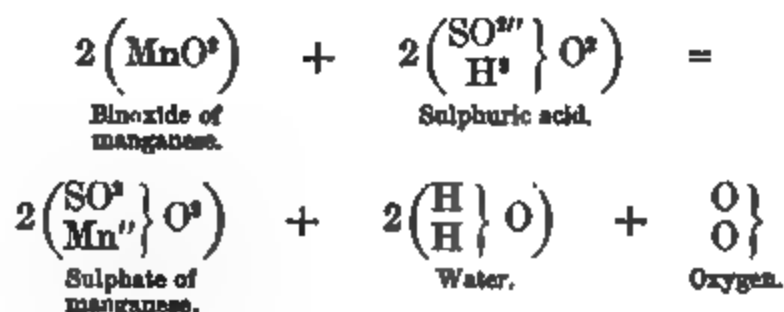 2(MnO²) + 2(SO²″ H² } O²) =
Binoxide of manganese. Sulphuric acid.
2(SO² Mn″ } O²) + 2(H H } O) + O O }
Sulphate of manganese. Water. Oxygen.